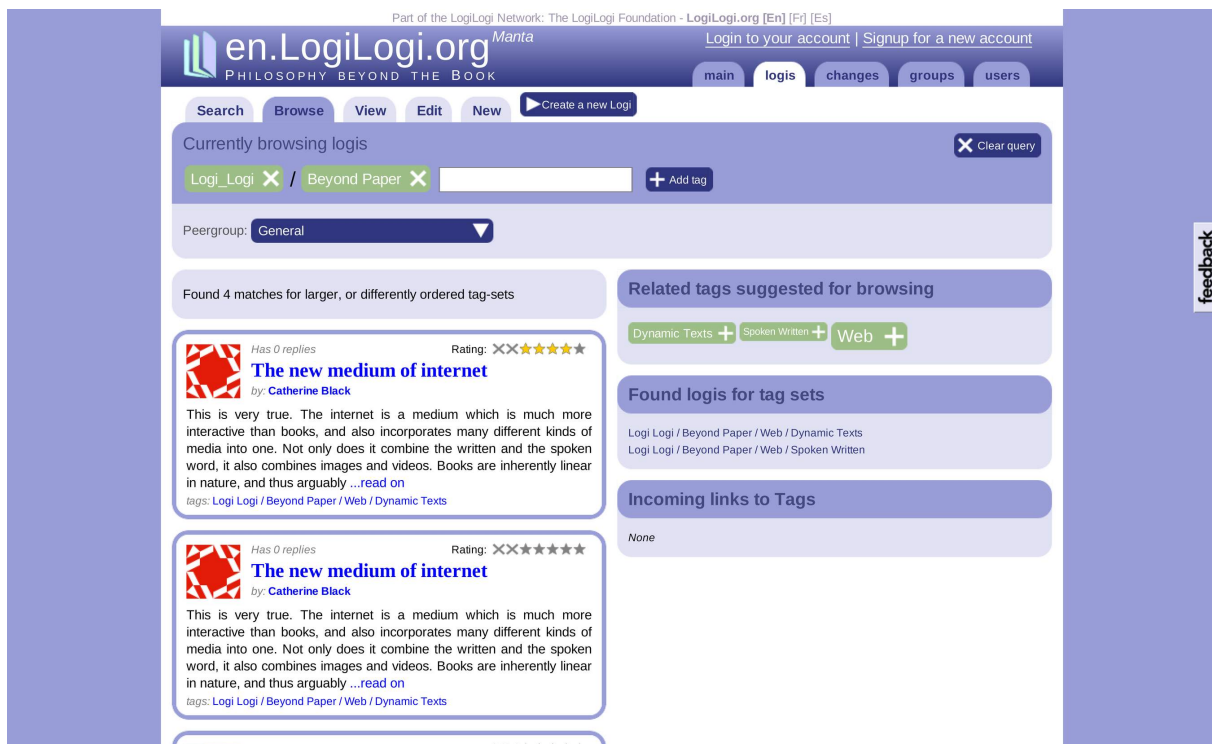 Part of the LogiLogi Network: The LogiLogi Foundation - LogiLogi.org [En] [Fr] [Es]
en.LogiLogi.org Manta
Philosophy beyond the Book
Login to your account | Signup for a new account
main logis changes groups users
Search Browse View Edit New Create a new Logi
Currently browsing logis
Clear query
Logi_Logi / Beyond Paper Add tag
Peergroup: General
feedback
Found 4 matches for larger, or differently ordered tag-sets
Has 0 replies Rating:
The new medium of internet
by: Catherine Black
This is very true. The internet is a medium which is much more
interactive than books, and also incorporates many different kinds of
media into one. Not only does it combine the written and the spoken
word, it also combines images and videos. Books are inherently linear
in nature, and thus arguably ...read on
tags: Logi Logi / Beyond Paper / Web / Dynamic Texts
Has 0 replies Rating:
The new medium of internet
by: Catherine Black
This is very true. The internet is a medium which is much more
interactive than books, and also incorporates many different kinds of
media into one. Not only does it combine the written and the spoken
word, it also combines images and videos. Books are inherently linear
in nature, and thus arguably ...read on
tags: Logi Logi / Beyond Paper / Web / Dynamic Texts
Related tags suggested for browsing
Dynamic Texts Spoken Written Web
Found logis for tag sets
Logi Logi / Beyond Paper / Web / Dynamic Texts
Logi Logi / Beyond Paper / Web / Spoken Written
Incoming links to Tags
None